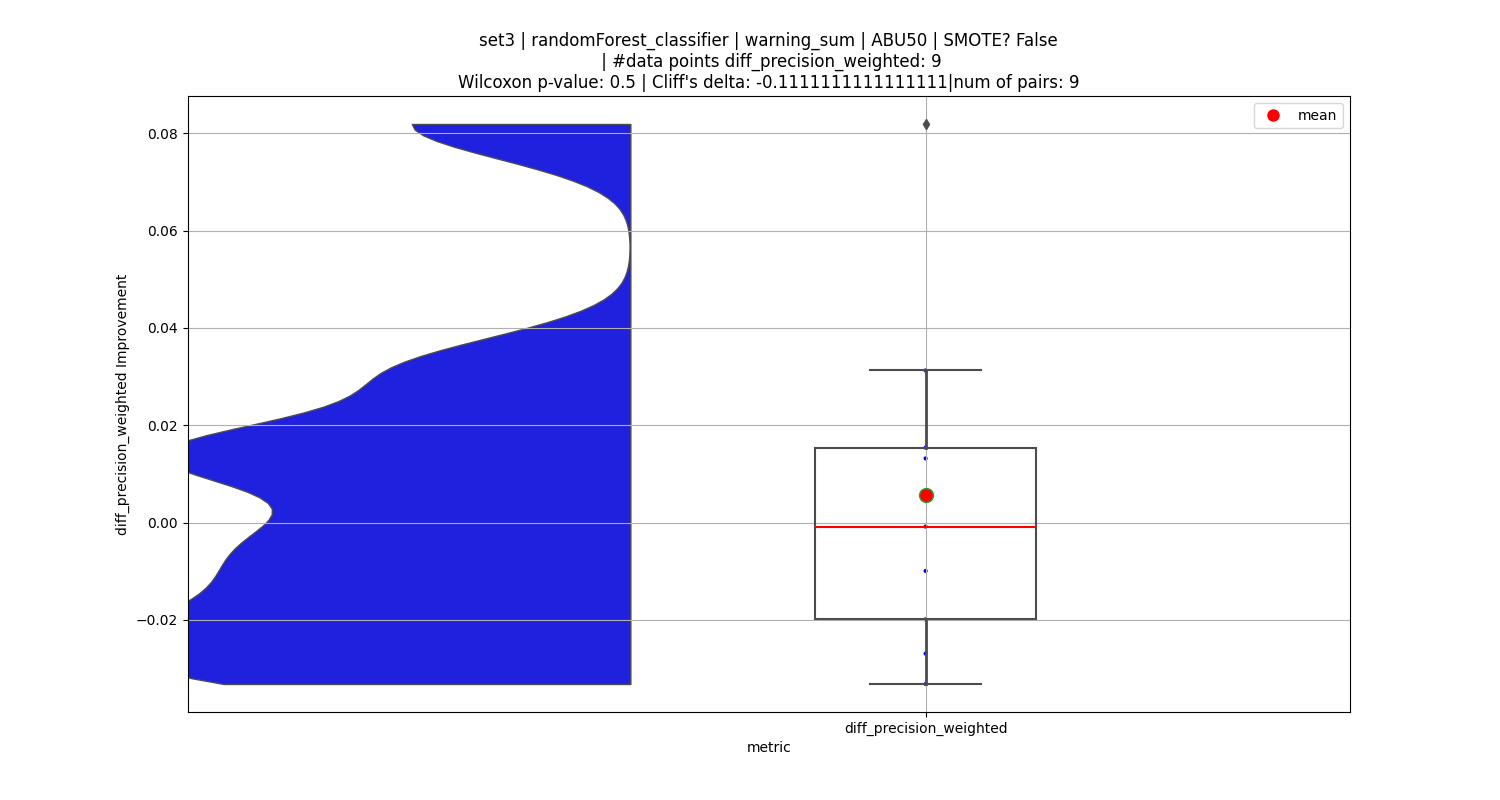 set3 | randomForest_classifier | warning_sum | ABU50 | SMOTE? False
| #data points diff_precision_weighted: 9
Wilcoxon p-value: 0.5 | Cliff's delta: -0.1111111111111111|num of pairs: 9
mean
0.08
0.06
0.04
0.02
0.00
−0.02
diff_precision_weighted Improvement
diff_precision_weighted
metric